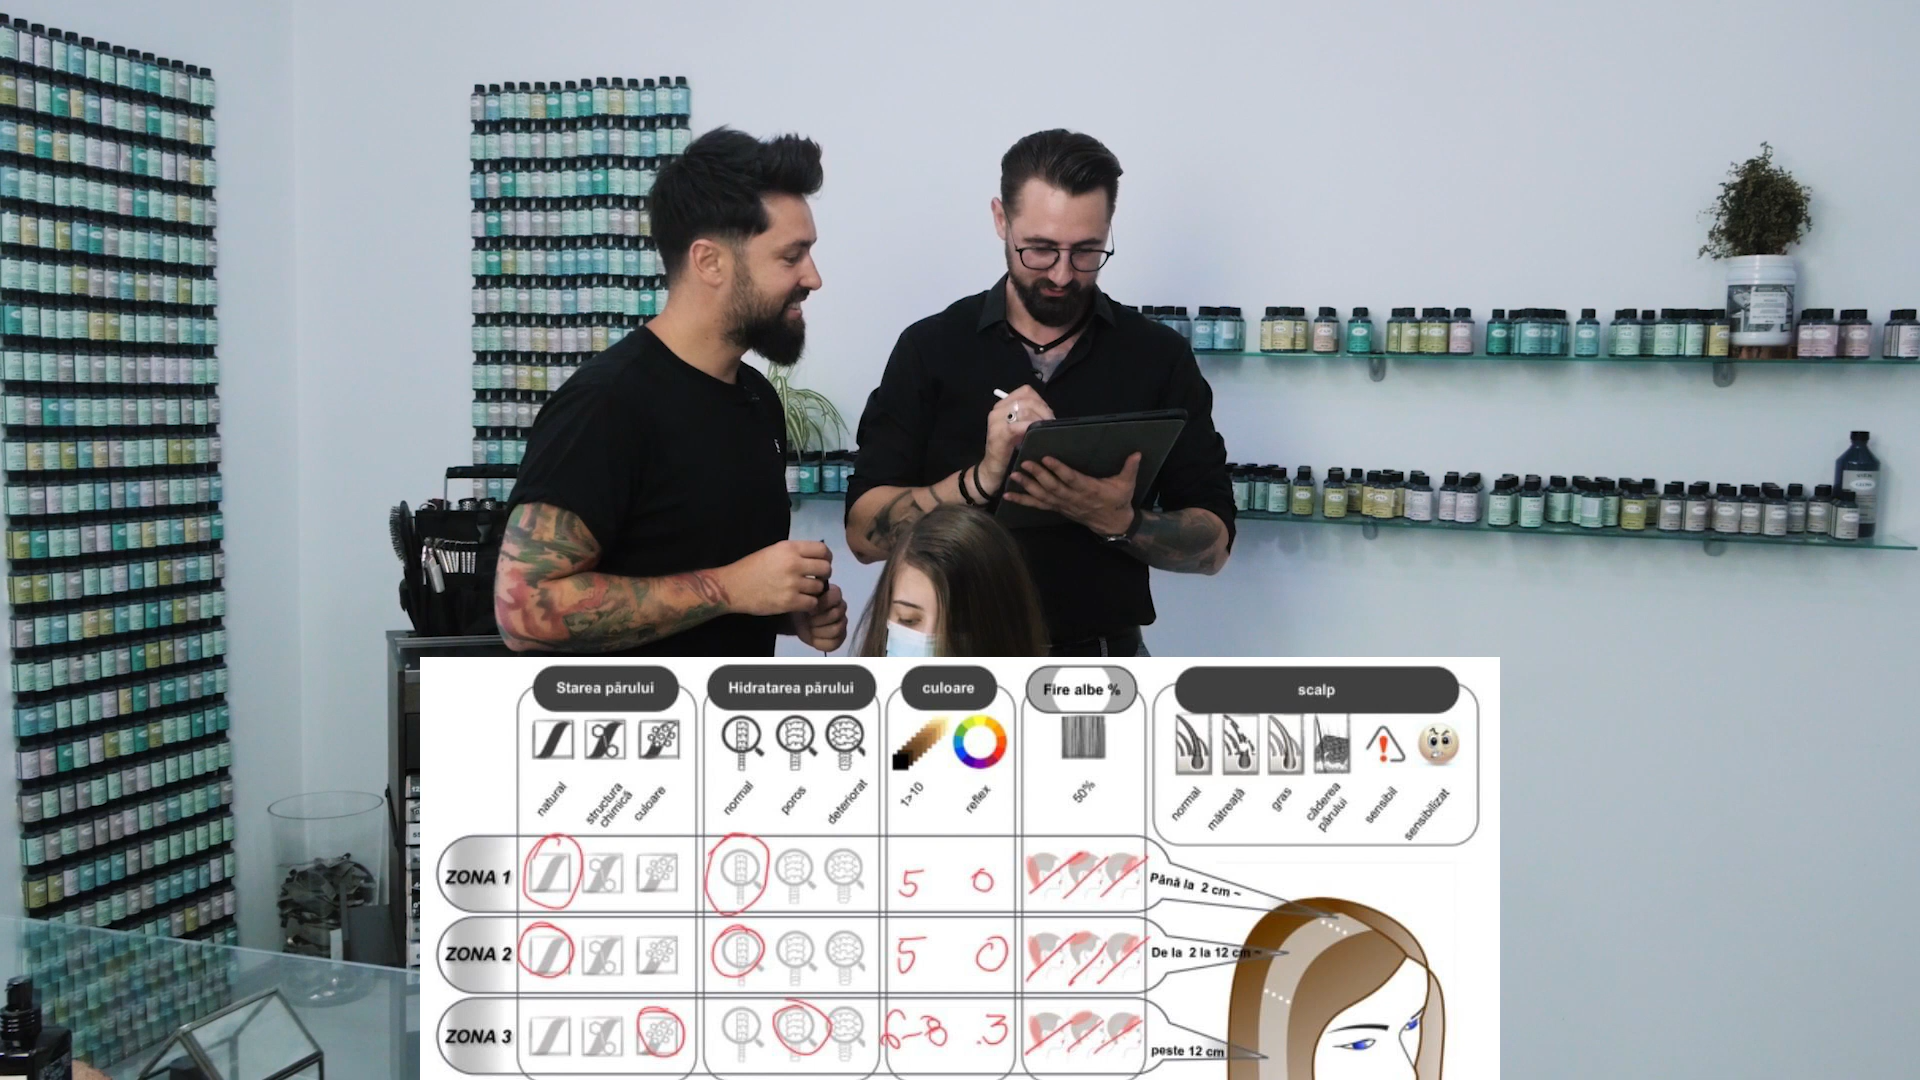 Starea părului
Hidratarea părului
culoare
Fire albe %
scalp
natural
structura chimică
culoare
normal
poros
deteriorat
1>10
reflex
50%
normal
mătreață
gras
căderea părului
sensibil
sensibilizat
ZONA 1
5 0
Până la 2 cm ~
ZONA 2
5 0
De la 2 la 12 cm ~
ZONA 3
6-8 .3
peste 12 cm